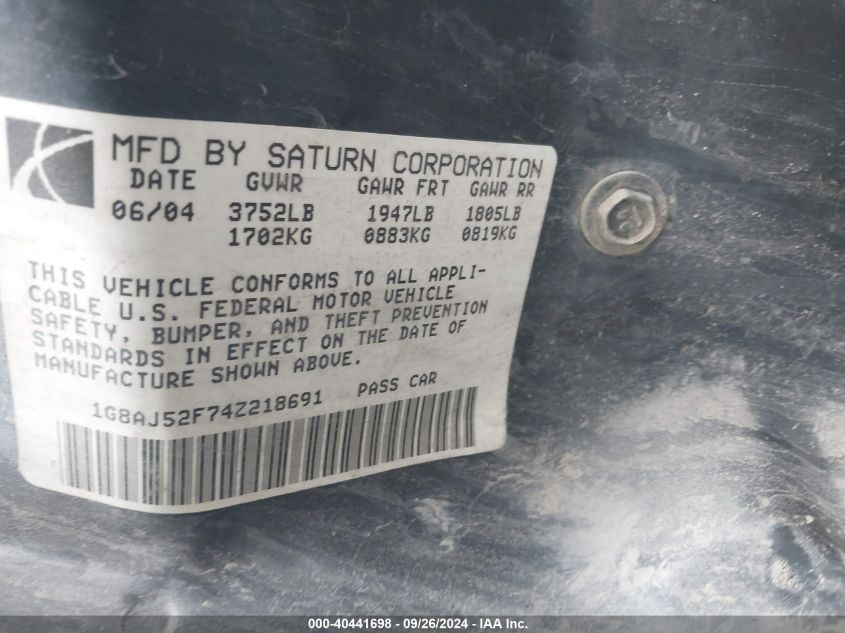 MFD BY SATURN CORPORATION
DATE GVWR GAWR FRT GAWR RR
06/04 3752LB 1947LB 1805LB
1702KG 0883KG 0819KG
THIS VEHICLE CONFORMS TO ALL APPLI-
CABLE U.S. FEDERAL MOTOR VEHICLE
SAFETY, BUMPER, AND THEFT PREVENTION
STANDARDS IN EFFECT ON THE DATE OF
MANUFACTURE SHOWN ABOVE.
1G8AJ52F74Z218691 PASS CAR
000-40441698 - 09/26/2024 - IAA Inc.